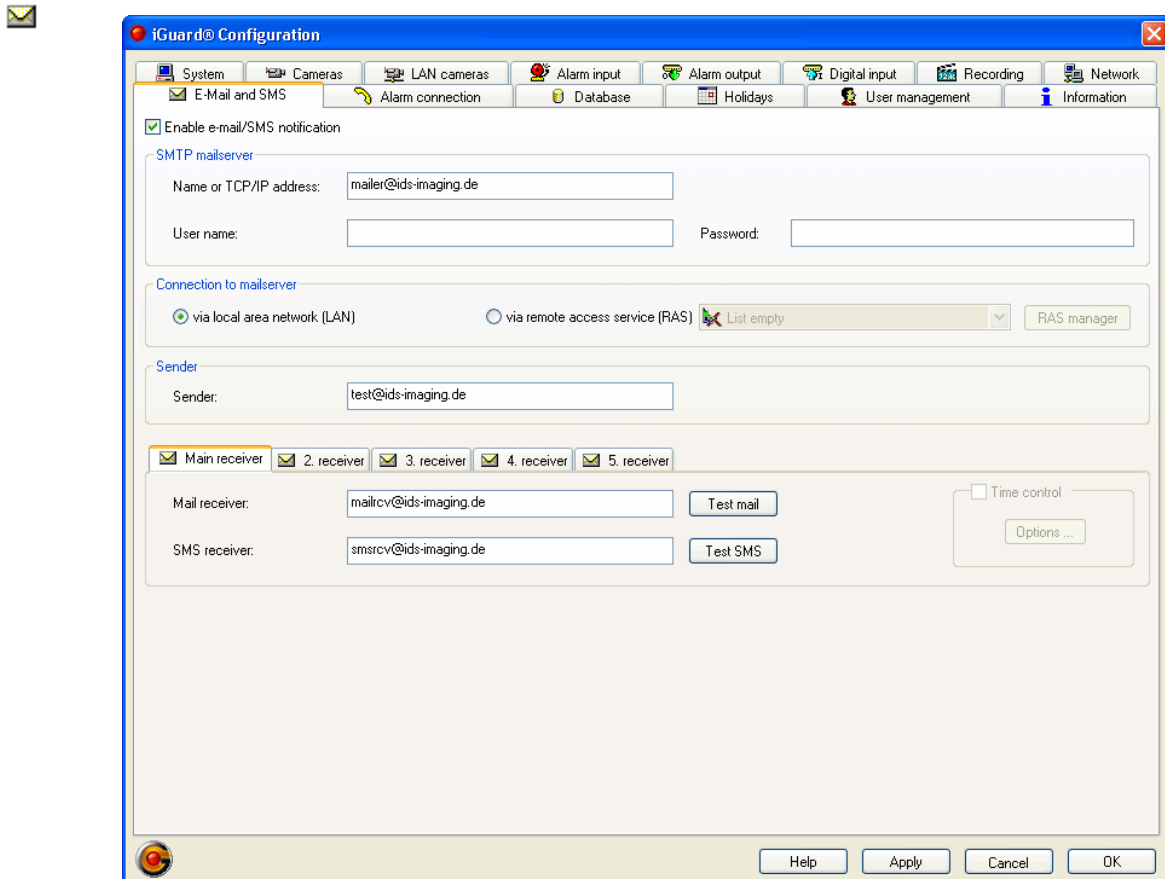 iGuard® Configuration
System Cameras LAN cameras Alarm input Alarm output Digital input Recording Network
E-Mail and SMS Alarm connection Database Holidays User management Information
Enable e-mail/SMS notification
SMTP mailserver
Name or TCP/IP address: mailer@ids-imaging.de
User name: Password:
Connection to mailserver
via local area network (LAN) via remote access service (RAS) List empty RAS manager
Sender
Sender: test@ids-imaging.de
Main receiver 2. receiver 3. receiver 4. receiver 5. receiver
Mail receiver: mailrcv@ids-imaging.de Test mail Time control
Options ...
SMS receiver: smsrcv@ids-imaging.de Test SMS
Help Apply Cancel OK